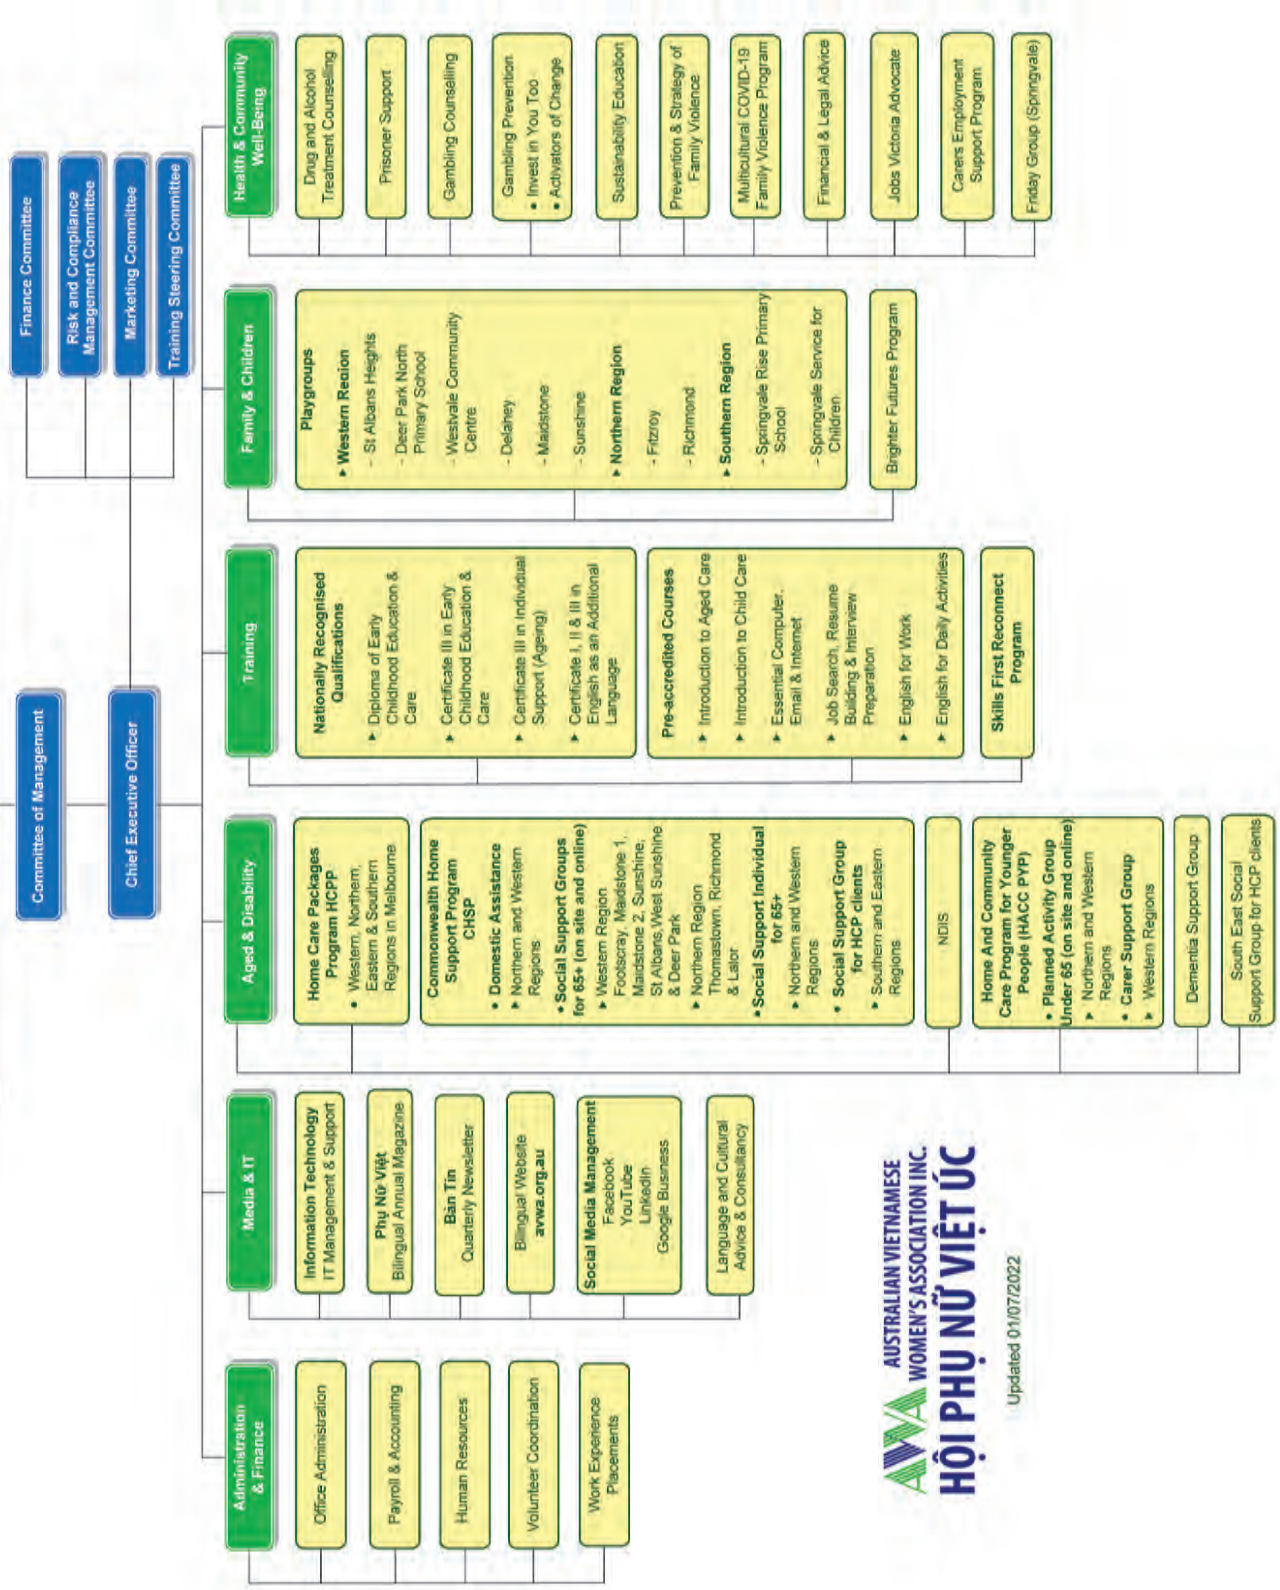 Committee of Management
Chief Executive Officer
Finance Committee
Risk and Compliance
Management Committee
Marketing Committee
Training Steering Committee
Administration
& Finance
Office Administration
Payroll & Accounting
Human Resources
Volunteer Coordination
Work Experience
Placements
Media & IT
Information Technology
IT Management & Support
Phụ Nữ Việt
Bilingual Annual Magazine
Bản Tin
Quarterly Newsletter
Bilingual Website
avwa.org.au
Social Media Management
Facebook
YouTube
LinkedIn
Google Business
Language and Cultural
Advice & Consultancy
Aged & Disability
Home Care Packages
Program HCPP
• Western, Northern,
Eastern & Southern
Regions in Melbourne
Commonwealth Home
Support Program
CHSP
• Domestic Assistance
➤ Northern and Western
Regions
• Social Support Groups
for 65+ (on site and online)
➤ Western Region
Footscray, Maidstone 1,
Maidstone 2, Sunshine,
St Albans,West Sunshine
& Deer Park
➤ Northern Region
Thomastown, Richmond
& Lalor
• Social Support Individual
for 65+
➤ Northern and Western
Regions
• Social Support Group
for HCP clients
➤ Southern and Eastern
Regions
NDIS
Home And Community
Care Program for Younger
People (HACC PYP)
• Planned Activity Group
Under 65 (on site and online)
➤ Northern and Western
Regions
• Carer Support Group
➤ Western Regions
Dementia Support Group
South East Social
Support Group for HCP clients
Training
Nationally Recognised
Qualifications
➤ Diploma of Early
Childhood Education &
Care
➤ Certificate III in Early
Childhood Education &
Care
➤ Certificate III in Individual
Support (Ageing)
➤ Certificate I, II & III in
English as an Additional
Language
Pre-accredited Courses
➤ Introduction to Aged Care
➤ Introduction to Child Care
➤ Essential Computer,
Email & Internet
➤ Job Search, Resume
Building & Interview
Preparation
➤ English for Work
➤ English for Daily Activities
Skills First Reconnect
Program
Family & Children
Playgroups
➤ Western Region
- St Albans Heights
- Deer Park North
Primary School
- Westvale Community
Centre
- Delahey
- Maidstone
- Sunshine
➤ Northern Region
- Fitzroy
- Richmond
➤ Southern Region
- Springvale Rise Primary
School
- Springvale Service for
Children
Brighter Futures Program
Health & Community
Well-Being
Drug and Alcohol
Treatment Counselling
Prisoner Support
Gambling Counselling
Gambling Prevention
• Invest in You Too
• Activators of Change
Sustainability Education
Prevention & Strategy of
Family Violence
Multicultural COVID-19
Family Violence Program
Financial & Legal Advice
Jobs Victoria Advocate
Carers Employment
Support Program
Friday Group (Springvale)
AVWA
AUSTRALIAN VIETNAMESE
WOMEN'S ASSOCIATION INC.
HỘI PHỤ NỮ VIỆT ÚC
Updated 01/07/2022